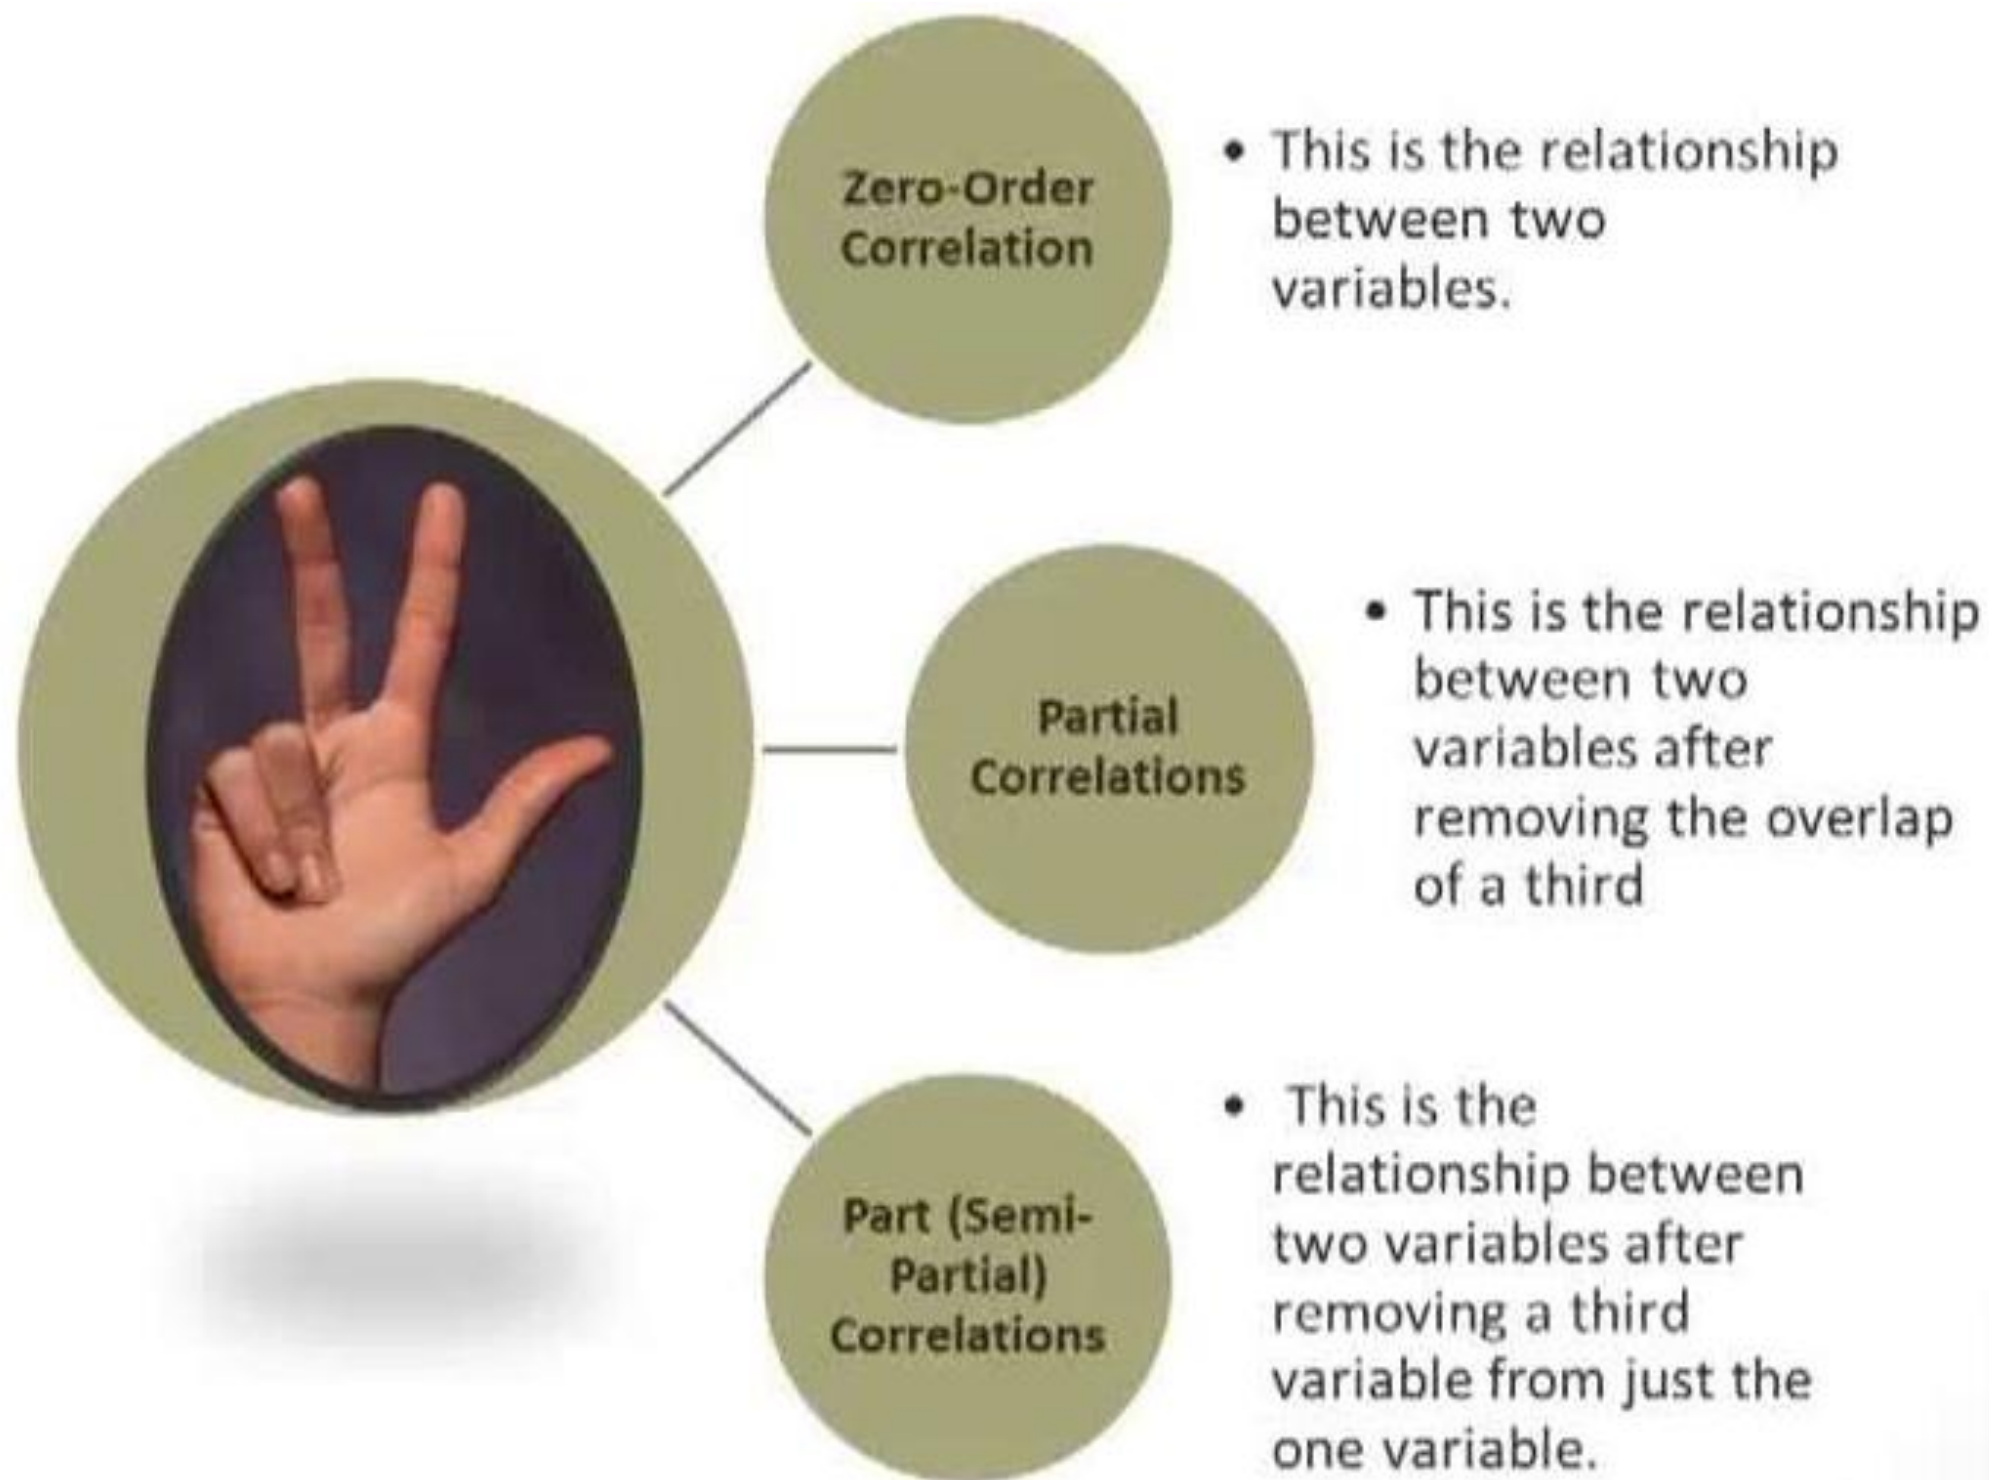 Zero-Order
Correlation
• This is the relationship
between two
variables.
Partial
Correlations
• This is the relationship
between two
variables after
removing the overlap
of a third
Part (Semi-
Partial)
Correlations
• This is the
relationship between
two variables after
removing a third
variable from just the
one variable.